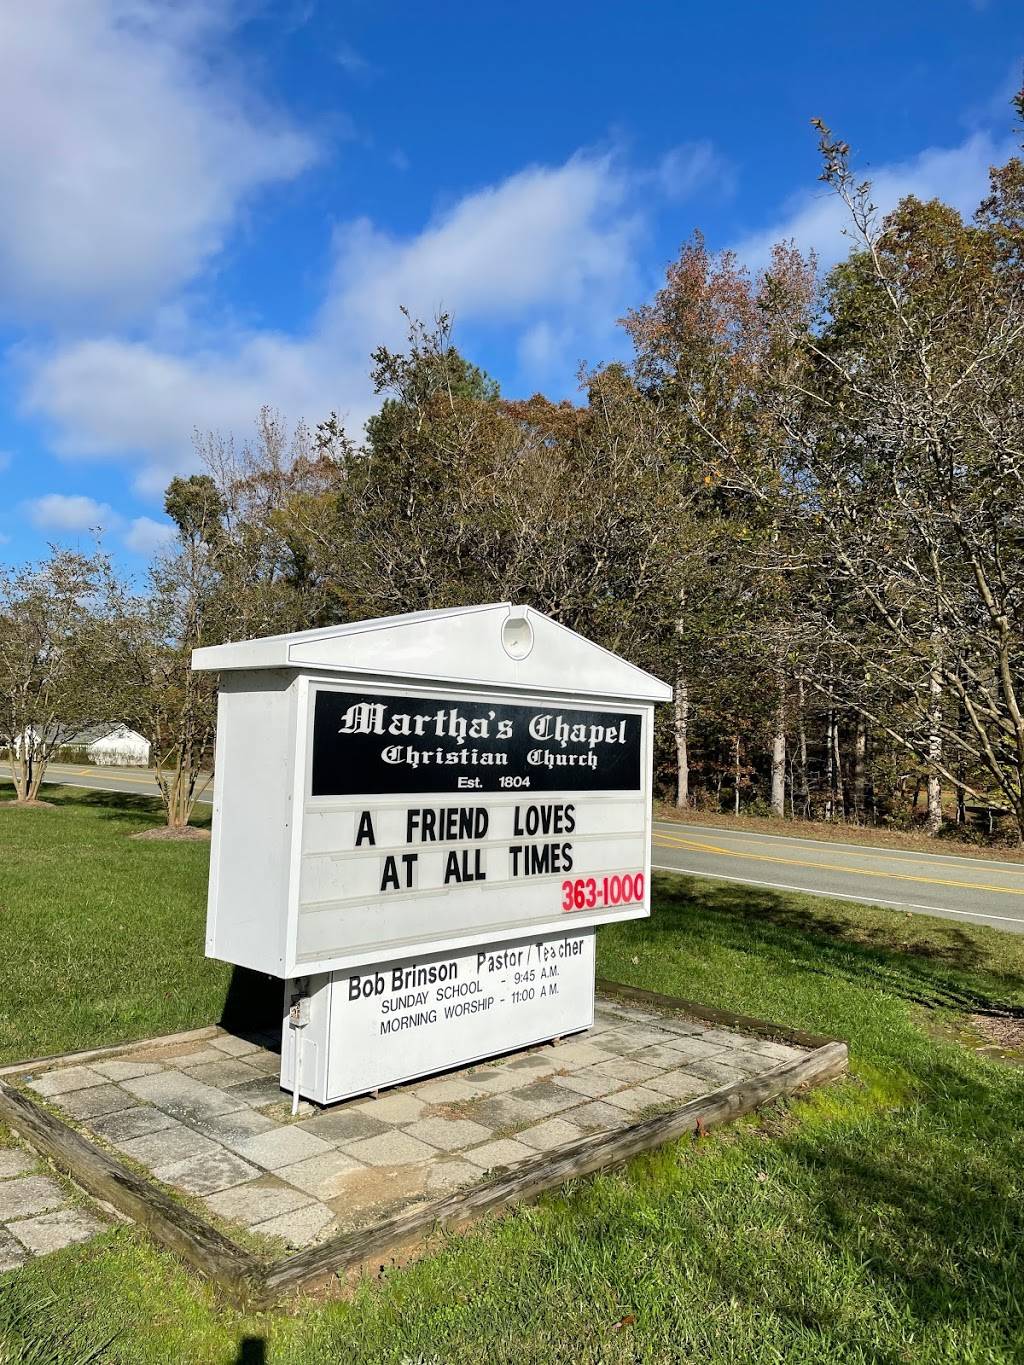 Martha's Chapel
Christian Church
Est. 1804
A FRIEND LOVES
AT ALL TIMES
363-1000
Bob Brinson Pastor / Teacher
SUNDAY SCHOOL - 9:45 A.M.
MORNING WORSHIP - 11:00 A M.